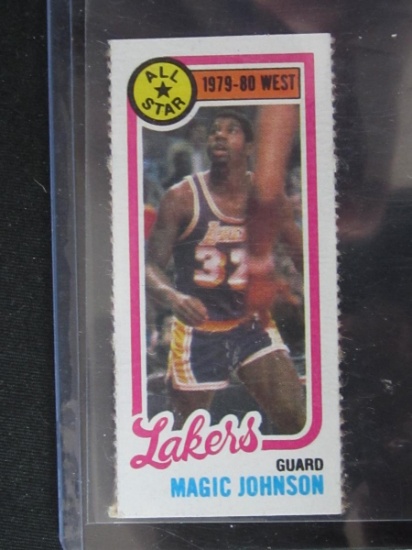 ALL
STAR
1979-80 WEST
Lakers
32
Lakers
GUARD
MAGIC JOHNSON